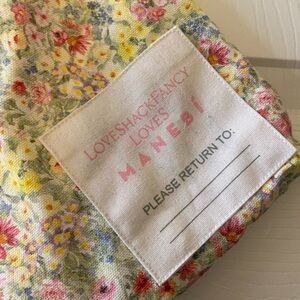 LOVESHACKFANCY
LOVES
MANEBÍ
PLEASE RETURN TO: